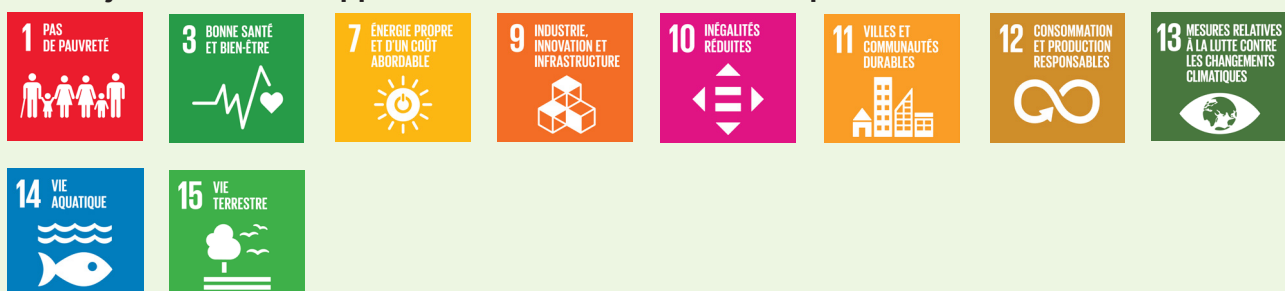 1 PAS
DE PAUVRETÉ
3 BONNE SANTÉ
ET BIEN-ÊTRE
7 ÉNERGIE PROPRE
ET D'UN COÛT
ABORDABLE
9 INDUSTRIE,
INNOVATION ET
INFRASTRUCTURE
10 INÉGALITÉS
RÉDUITES
11 VILLES ET
COMMUNAUTÉS
DURABLES
12 CONSOMMATION
ET PRODUCTION
RESPONSABLES
13 MESURES RELATIVES
À LA LUTTE CONTRE
LES CHANGEMENTS
CLIMATIQUES
14 VIE
AQUATIQUE
15 VIE
TERRESTRE